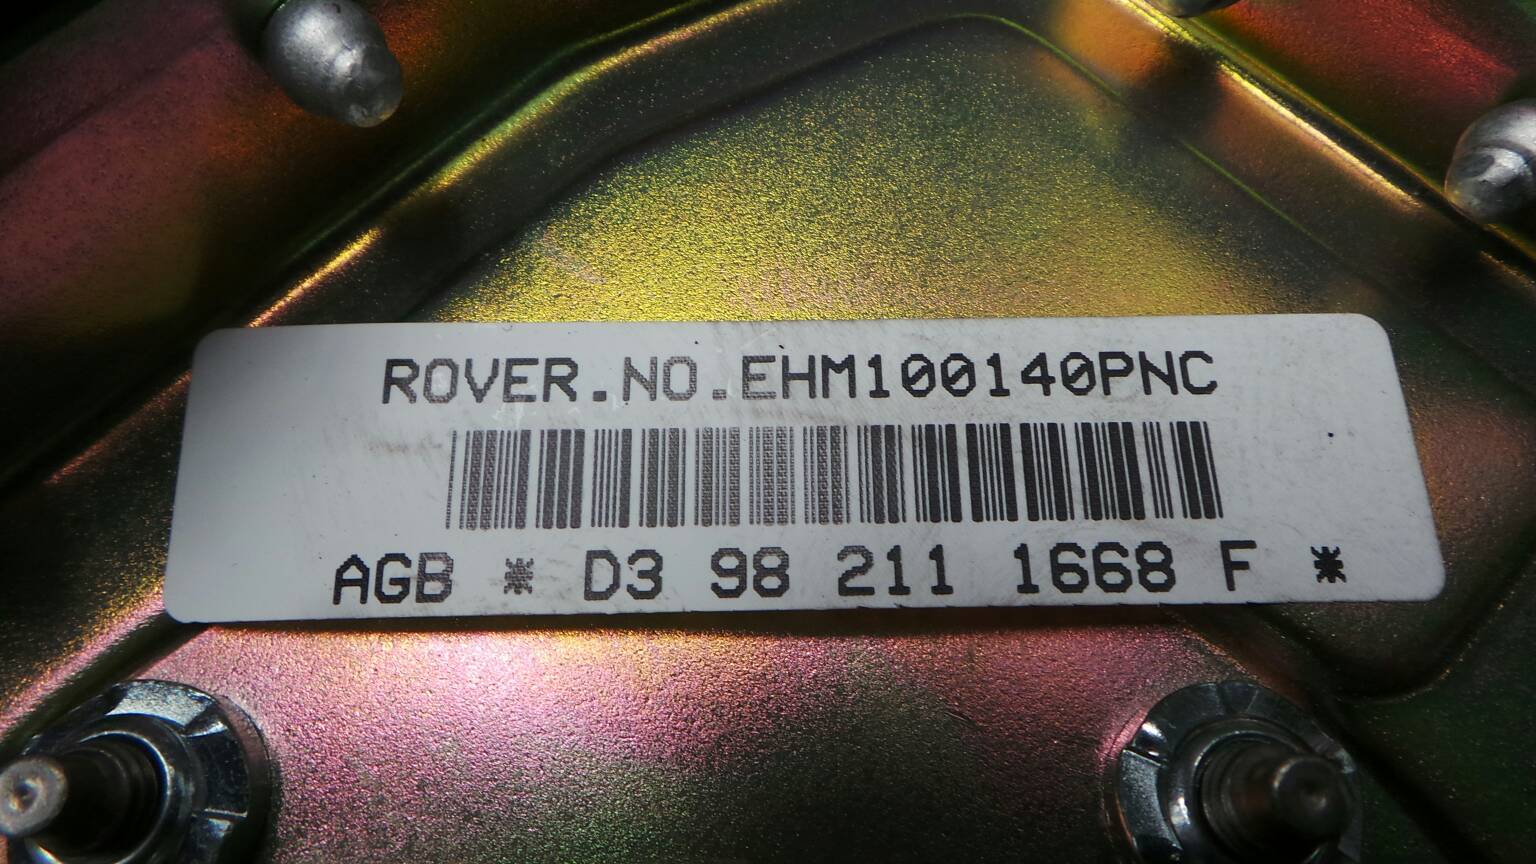 ROVER.NO.EHM100140PNC
AGB * D3 98 211 1668 F *